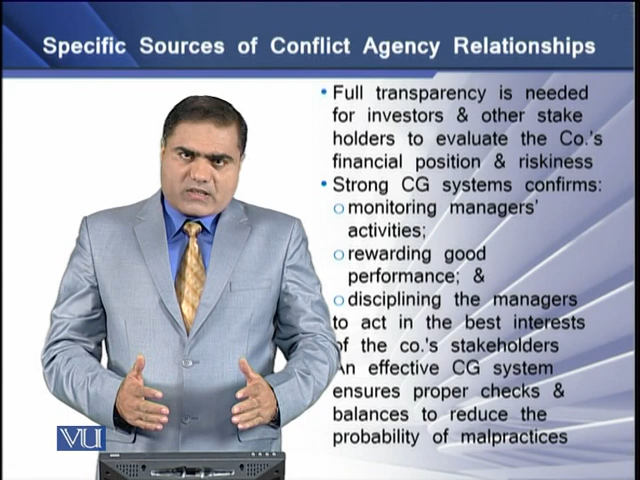 Specific Sources of Conflict Agency Relationships
• Full transparency is needed
for investors & other stake
holders to evaluate the Co.'s
financial position & riskiness
• Strong CG systems confirms:
o monitoring managers'
activities;
o rewarding good
performance; &
o disciplining the managers
to act in the best interests
of the co.'s stakeholders
An effective CG system
ensures proper checks &
balances to reduce the
probability of malpractices
VU